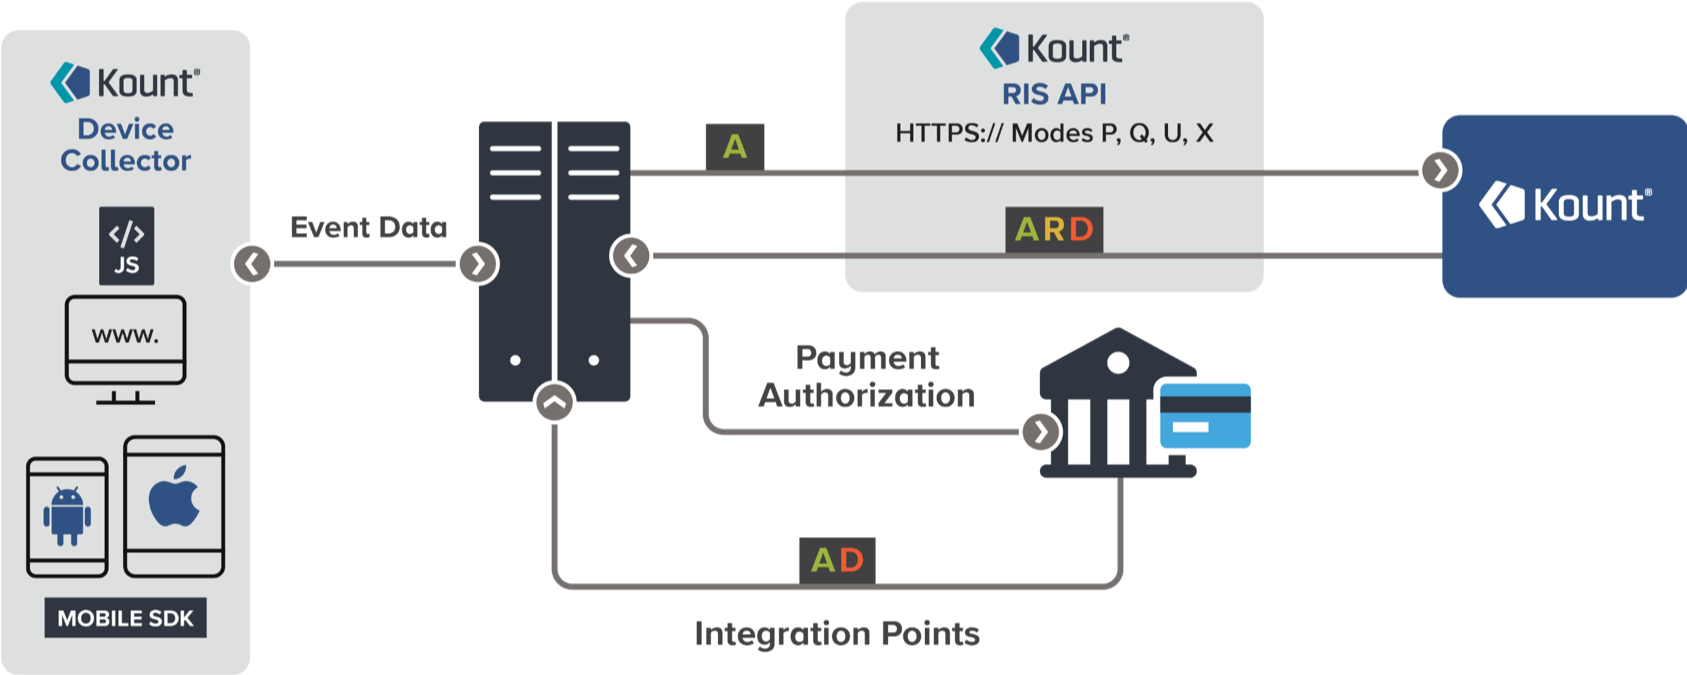 Kount®
Device
Collector
</>
JS
www.
MOBILE SDK
Event Data
A
Kount®
RIS API
HTTPS:// Modes P, Q, U, X
ARD
Kount®
Payment
Authorization
AD
Integration Points